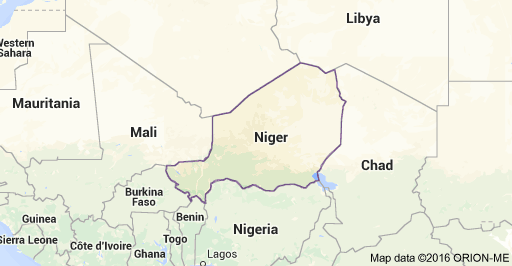 Libya
Western
Sahara
Mauritania
Mali
Niger
Chad
Burkina
Faso
Guinea
Benin
Sierra Leone
Côte d'Ivoire
Togo
Ghana
Nigeria
Lagos
Map data ©2016 ORION-ME